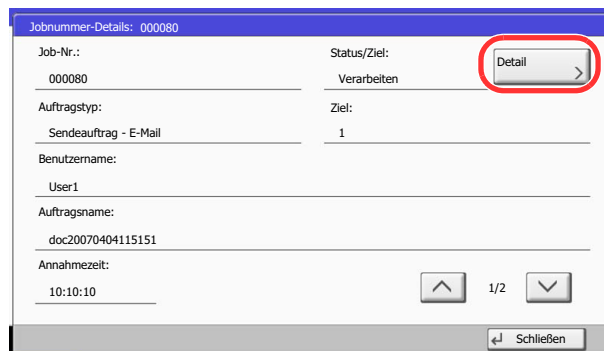 Jobnummer-Details: 000080
Job-Nr.:
000080
Status/Ziel:
Verarbeiten
Detail
Auftragstyp:
Sendeauftrag - E-Mail
Ziel:
1
Benutzername:
User1
Auftragsname:
doc20070404115151
Annahmezeit:
10:10:10
1/2
Schließen